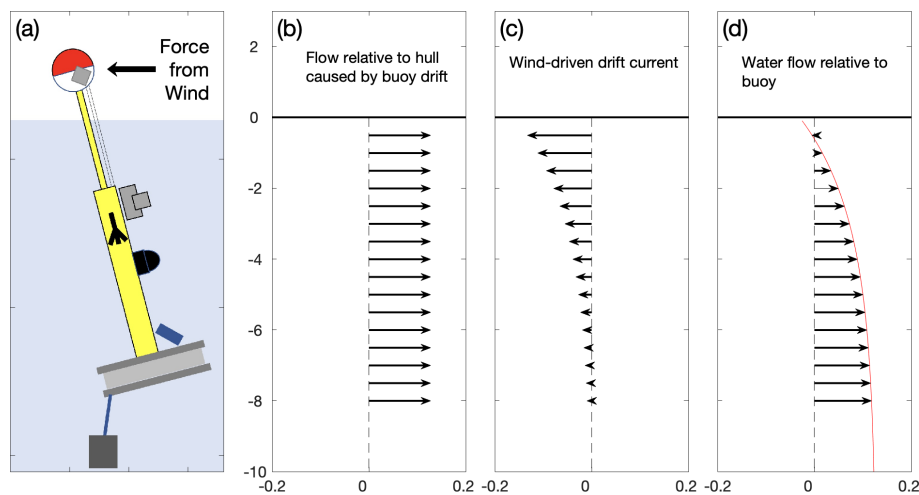 (a)
Force
from
Wind
(b)
Flow relative to hull
caused by buoy drift
2
0
-2
-4
-6
-8
-10
-0.2 0 0.2
(c)
Wind-driven drift current
-0.2 0 0.2
(d)
Water flow relative to
buoy
-0.2 0 0.2